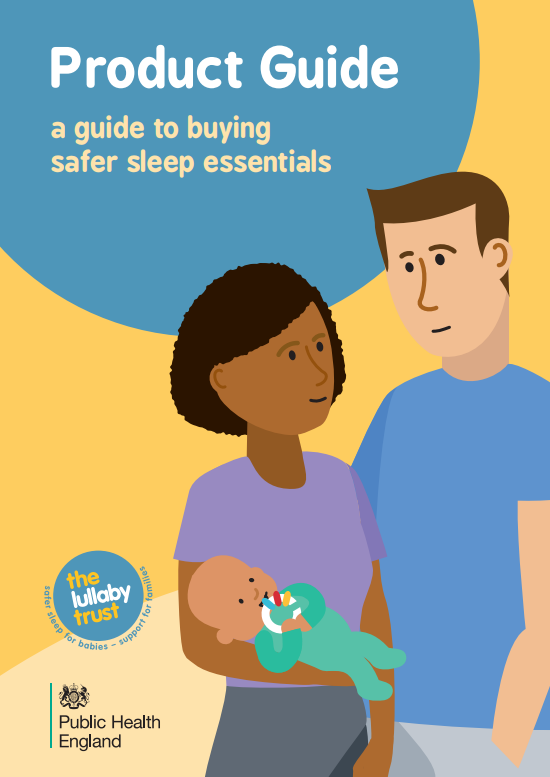 Product Guide
a guide to buying
safer sleep essentials
the
lullaby
trust
safer sleep for babies – support for families
Public Health
England